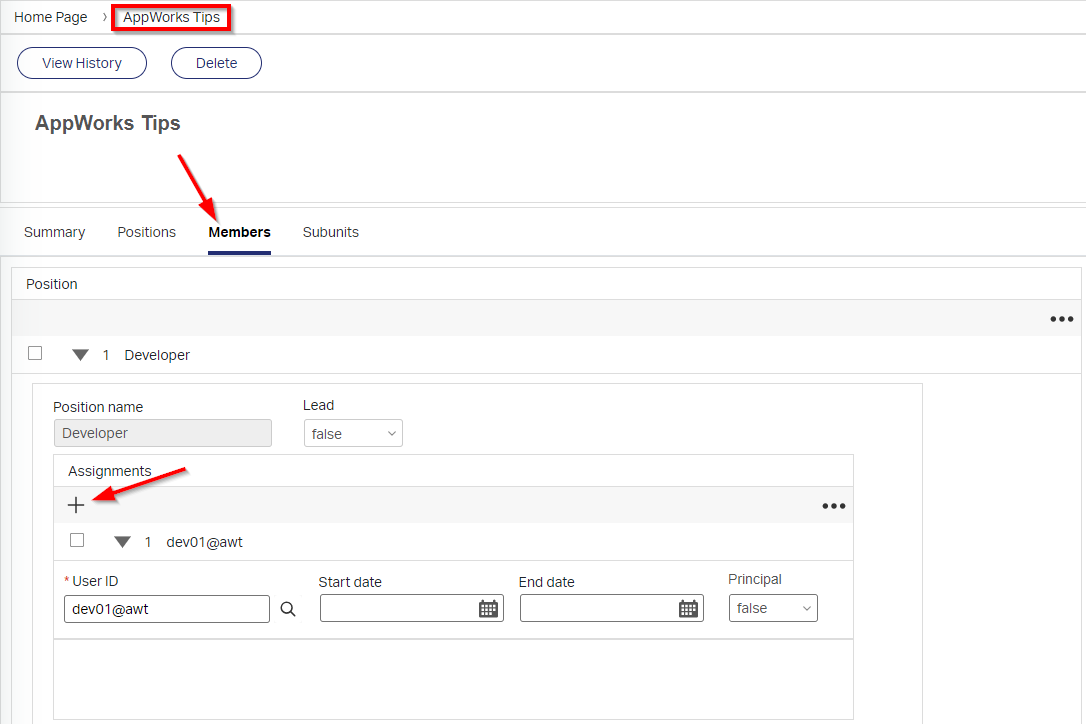 Home Page › AppWorks Tips
View History Delete
AppWorks Tips
Summary Positions Members Subunits
Position
1 Developer
Position name Lead
Developer false
Assignments
1 dev01@awt
* User ID Start date End date Principal
dev01@awt false